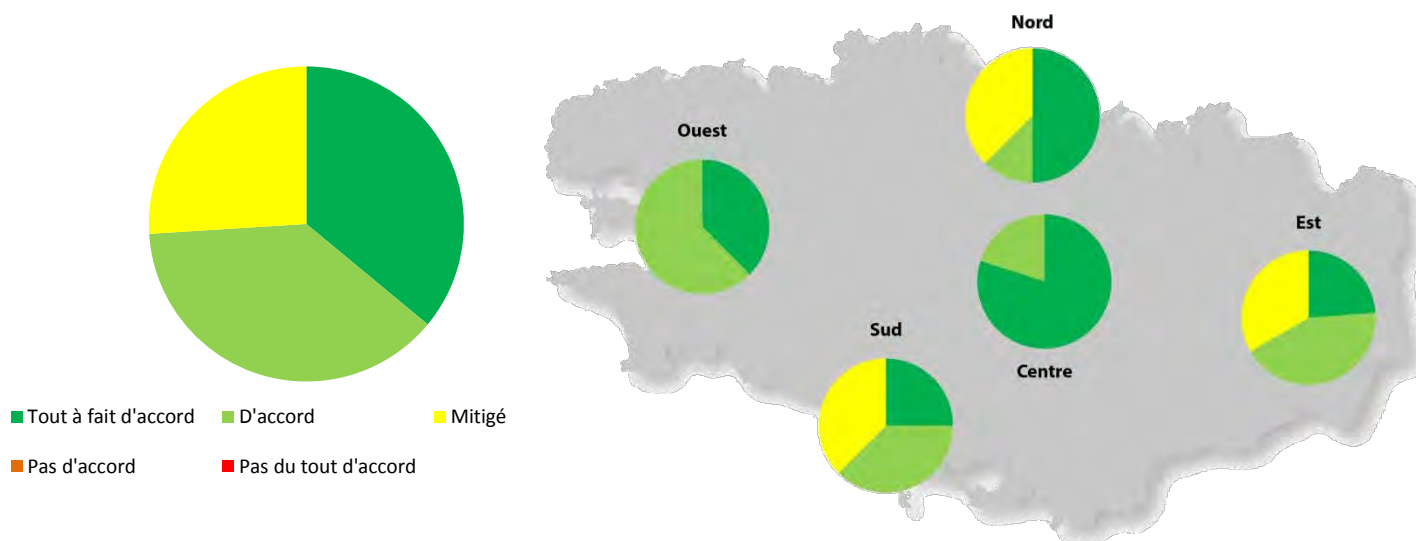 Nord
Ouest
Est
Sud
Centre
Tout à fait d'accord
D'accord
Mitigé
Pas d'accord
Pas du tout d'accord